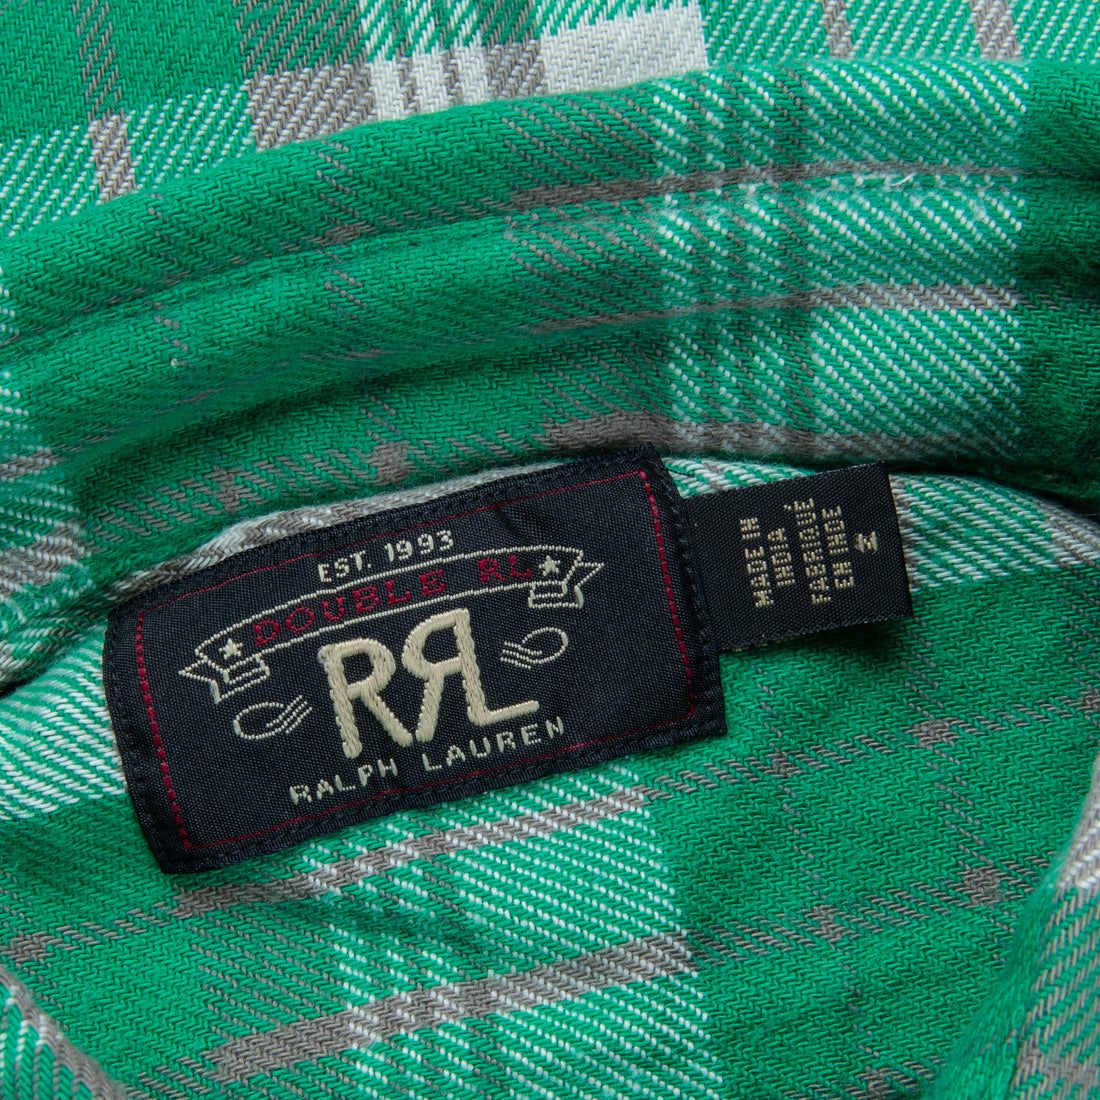 EST. 1993
DOUBLE RL
RRL
RALPH LAUREN
MADE IN
INDIA
FABRIQUÉ
EN INDE
M